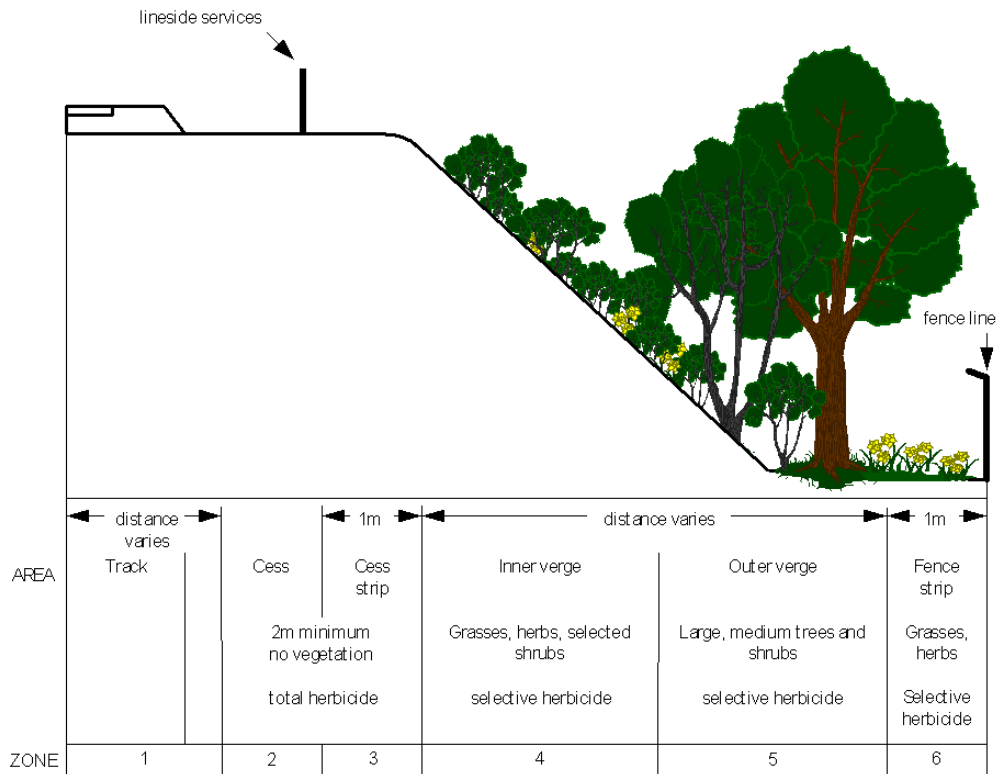 lineside services
fence line
distance varies
1m
distance varies
1m
AREA
Track
Cess
Cess strip
Inner verge
Outer verge
Fence strip
2m minimum
no vegetation
Grasses, herbs, selected
shrubs
Large, medium trees and
shrubs
Grasses,
herbs
total herbicide
selective herbicide
selective herbicide
Selective
herbicide
ZONE
1
2
3
4
5
6